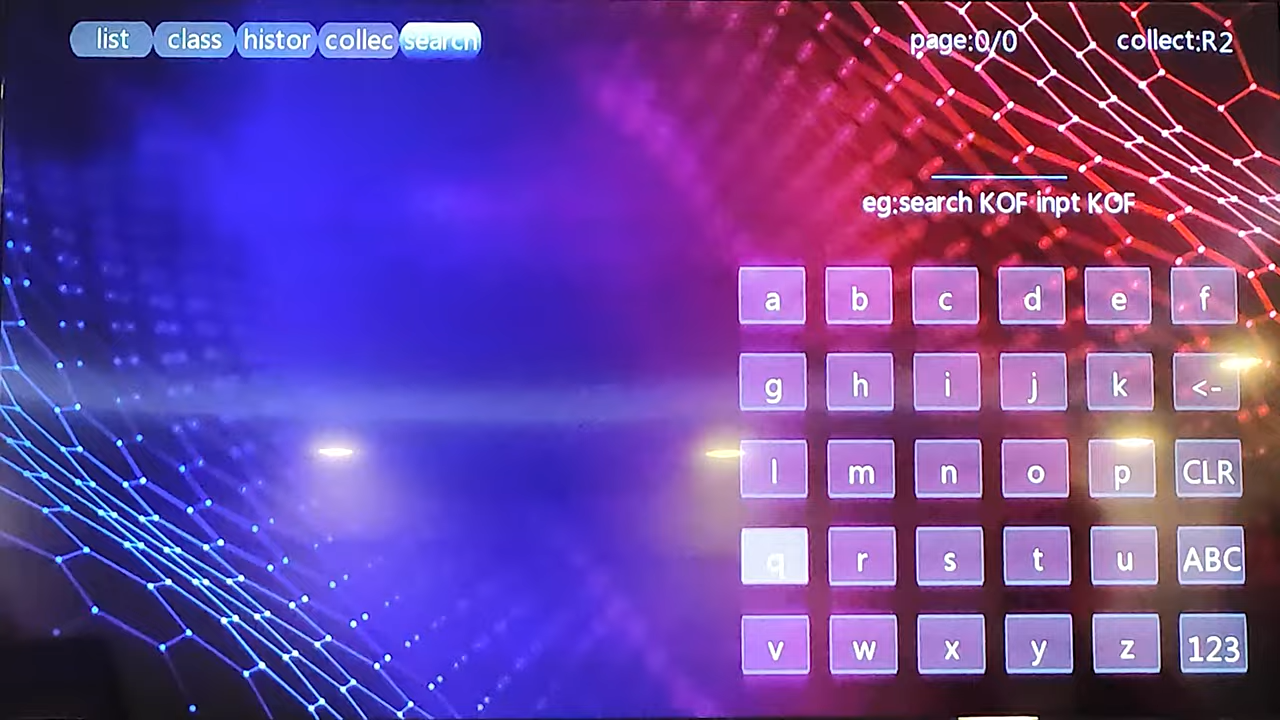 list class histor collec search page:0/0 collect:R2
eg:search KOF inpt KOF
a b c d e f
g h i j k <-
l m n o p CLR
q r s t u ABC
v w x y z 123